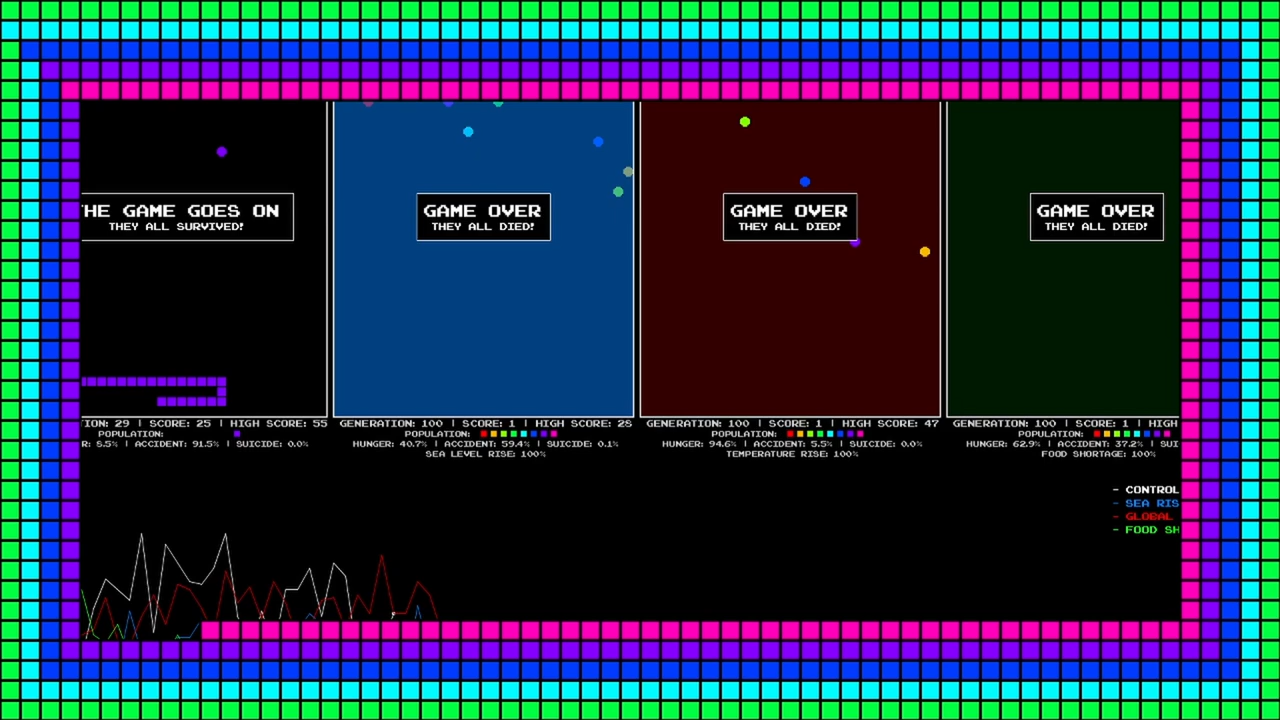 HE GAME GOES ON
THEY ALL SURVIVED!
GAME OVER
THEY ALL DIED!
GAME OVER
THEY ALL DIED!
GAME OVER
THEY ALL DIED!
ION: 29 | SCORE: 25 | HIGH SCORE: 55
POPULATION:
R: 5.5% | ACCIDENT: 91.5% | SUICIDE: 0.0%
GENERATION: 100 | SCORE: 1 | HIGH SCORE: 28
POPULATION:
HUNGER: 40.7% | ACCIDENT: 59.4% | SUICIDE: 0.1%
SEA LEVEL RISE: 100%
GENERATION: 100 | SCORE: 1 | HIGH SCORE: 47
POPULATION:
HUNGER: 94.6% | ACCIDENT: 5.5% | SUICIDE: 0.0%
TEMPERATURE RISE: 100%
GENERATION: 100 | SCORE: 1 | HIGH
POPULATION:
HUNGER: 62.9% | ACCIDENT: 37.2% | SUI
FOOD SHORTAGE: 100%
- CONTROL
- SEA RIS
- GLOBAL
- FOOD SH